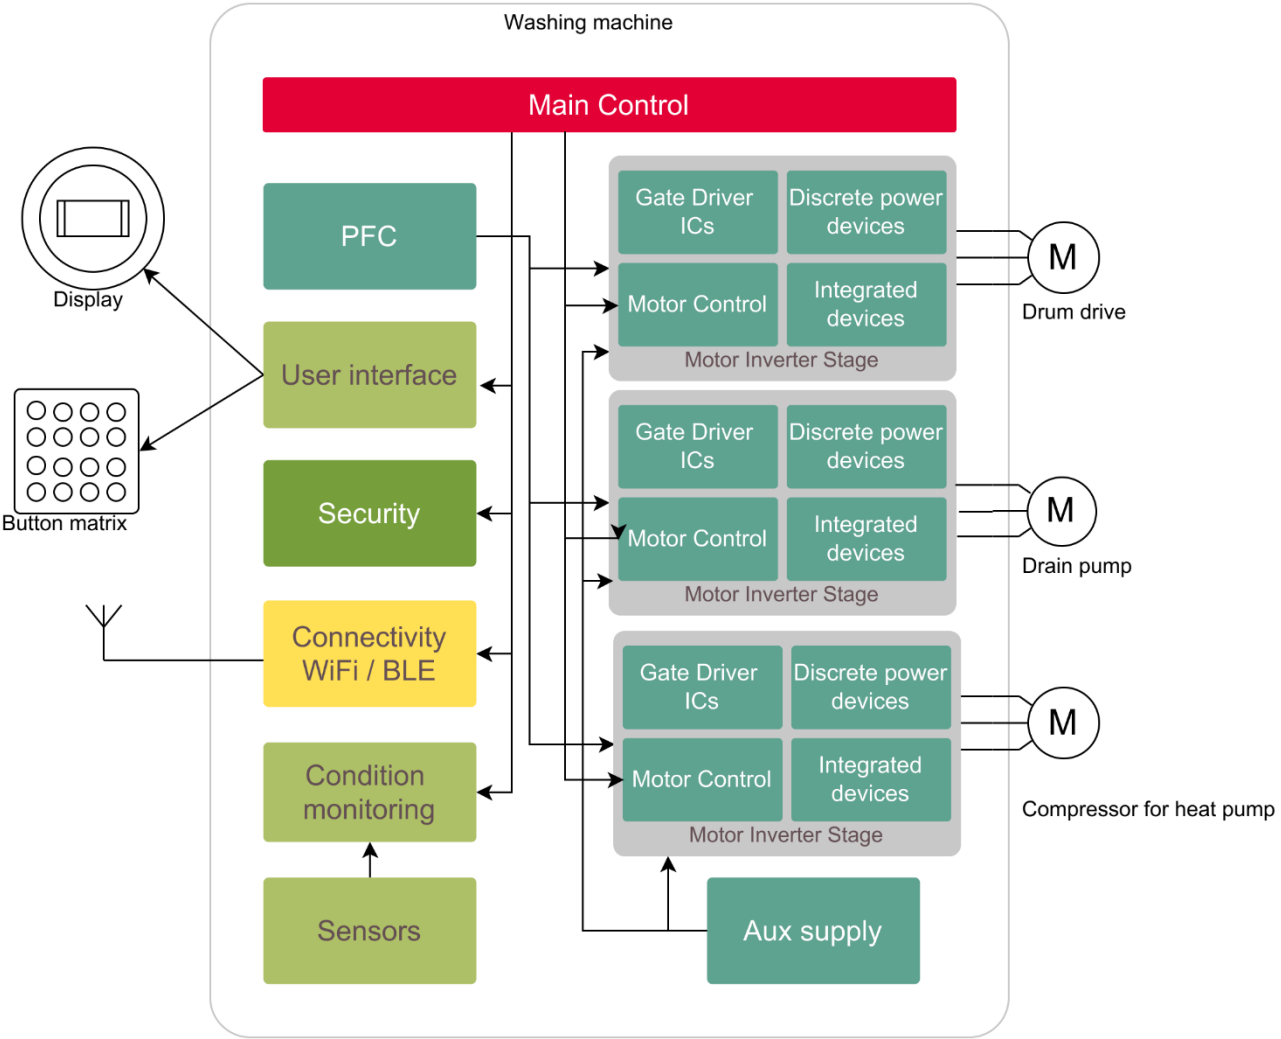 Washing machine
Main Control
PFC
User interface
Security
Connectivity
WiFi / BLE
Condition
monitoring
Sensors
Display
Button matrix
Gate Driver
ICs
Discrete power
devices
Motor Control
Integrated
devices
Motor Inverter Stage
M
Drum drive
Gate Driver
ICs
Discrete power
devices
Motor Control
Integrated
devices
Motor Inverter Stage
M
Drain pump
Gate Driver
ICs
Discrete power
devices
Motor Control
Integrated
devices
Motor Inverter Stage
M
Compressor for heat pump
Aux supply